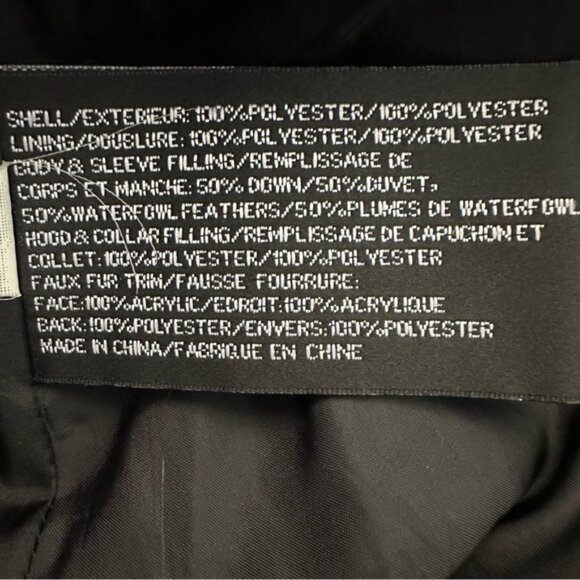 SHELL/EXTERIEUR:100%POLYESTER/100%POLYESTER
LINING/DOUBLURE:100%POLYESTER/100%POLYESTER
BODY & SLEEVE FILLING/REMPLISSAGE DE
CORPS ET MANCHE:50% DOWN/50%DUVET,
50%WATERFOWL FEATHERS/50%PLUMES DE WATERFOWL
HOOD & COLLAR FILLING/REMPLISSAGE DE CAPUCHON ET
COLLET:100%POLYESTER/100%POLYESTER
FAUX FUR TRIM/FAUSSE FOURRURE:
FACE:100%ACRYLIC/EDROIT:100%ACRYLIQUE
BACK:100%POLYESTER/ENVERS:100%POLYESTER
MADE IN CHINA/FABRIQUE EN CHINE